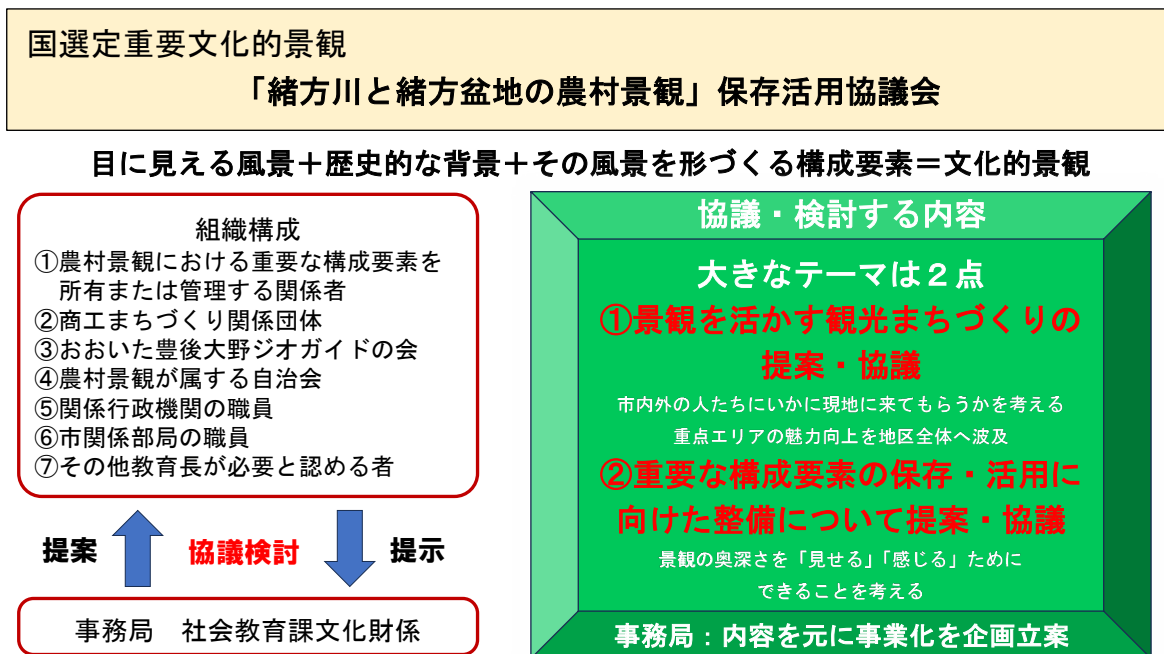 国選定重要文化的景観
「緒方川と緒方盆地の農村景観」保存活用協議会
目に見える風景＋歴史的な背景＋その風景を形づくる構成要素＝文化的景観
組織構成
①農村景観における重要な構成要素を
所有または管理する関係者
②商工まちづくり関係団体
③おおいた豊後大野ジオガイドの会
④農村景観が属する自治会
⑤関係行政機関の職員
⑥市関係部局の職員
⑦その他教育長が必要と認める者
提案 協議検討 提示
事務局　社会教育課文化財係
協議・検討する内容
大きなテーマは２点
①景観を活かす観光まちづくりの
提案・協議
市内外の人たちにいかに現地に来てもらうかを考える
重点エリアの魅力向上を地区全体へ波及
②重要な構成要素の保存・活用に
向けた整備について提案・協議
景観の奥深さを「見せる」「感じる」ために
できることを考える
事務局：内容を元に事業化を企画立案